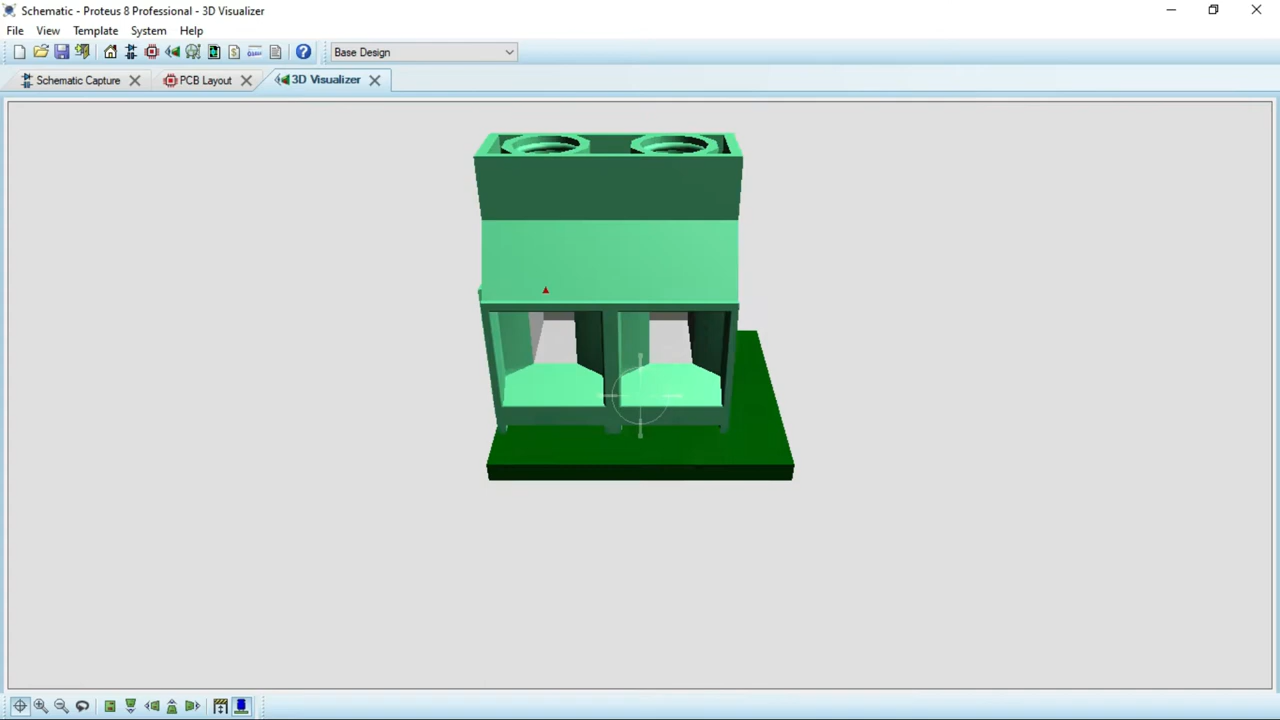 Schematic - Proteus 8 Professional - 3D Visualizer
File View Template System Help
Base Design
Schematic Capture PCB Layout 3D Visualizer